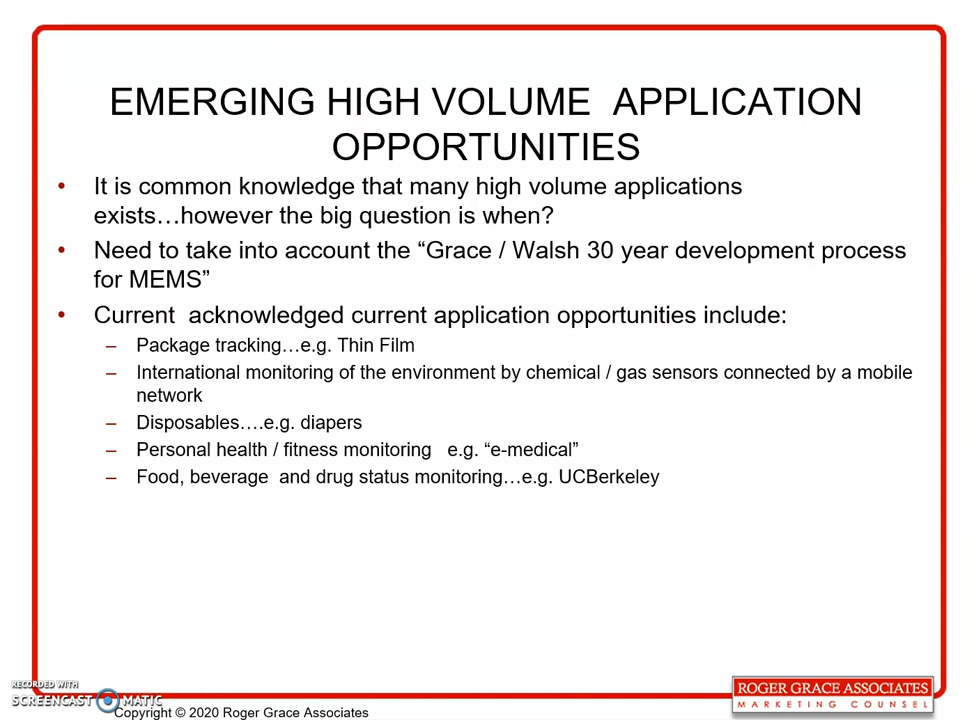 EMERGING HIGH VOLUME APPLICATION
OPPORTUNITIES
• It is common knowledge that many high volume applications
exists…however the big question is when?
• Need to take into account the “Grace / Walsh 30 year development process
for MEMS”
• Current acknowledged current application opportunities include:
– Package tracking…e.g. Thin Film
– International monitoring of the environment by chemical / gas sensors connected by a mobile
network
– Disposables….e.g. diapers
– Personal health / fitness monitoring e.g. “e-medical”
– Food, beverage and drug status monitoring…e.g. UCBerkeley
RECORDED WITH
SCREENCAST MATIC
Copyright © 2020 Roger Grace Associates
ROGER GRACE ASSOCIATES
MARKETING COUNSEL